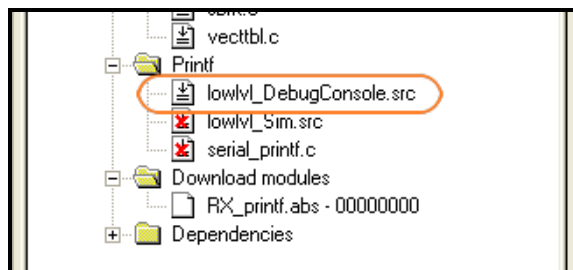 vecttbl.c
Printf
lowlvl_DebugConsole.src
lowlvl_Sim.src
serial_printf.c
Download modules
RX_printf.abs - 00000000
Dependencies